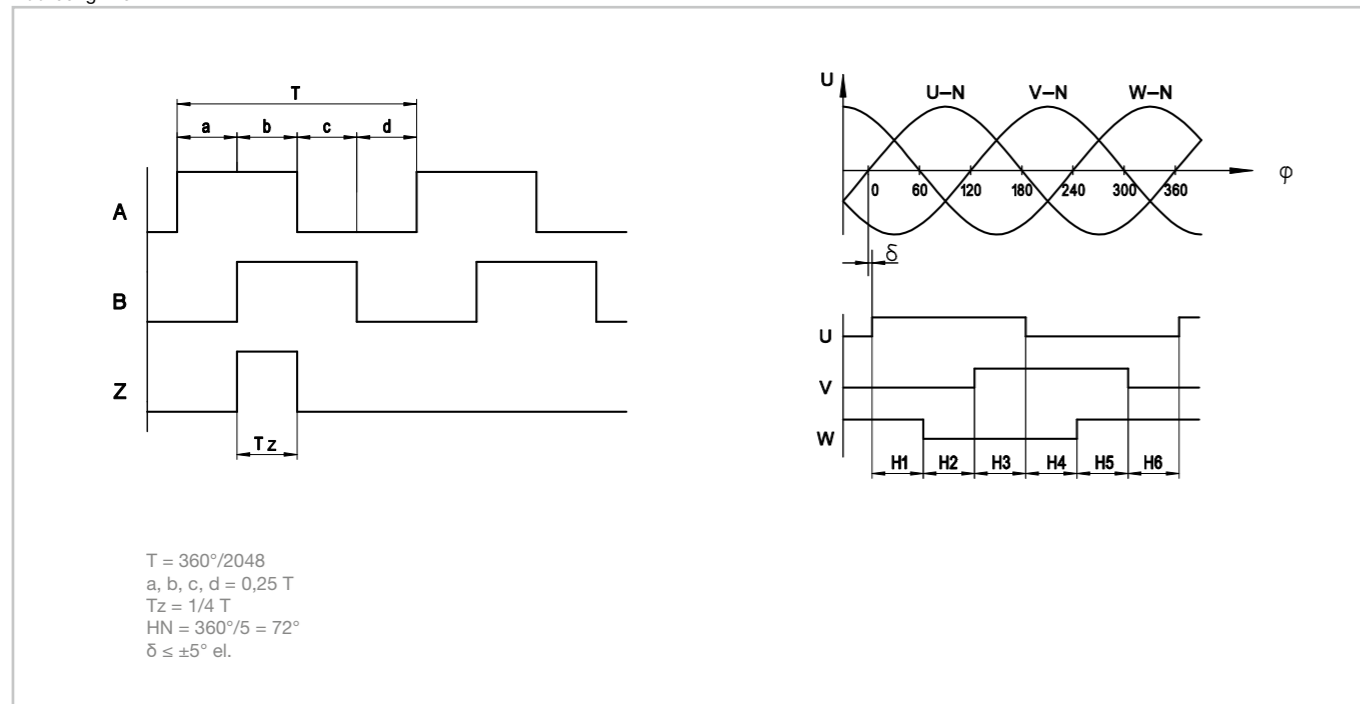 T
a b c d
A
B
Z
Tz
T = 360°/2048
a, b, c, d = 0,25 T
Tz = 1/4 T
HN = 360°/5 = 72°
δ ≤ ±5° el.
U
U–N V–N W–N
φ
0 60 120 180 240 300 360
δ
U
V
W
H1 H2 H3 H4 H5 H6